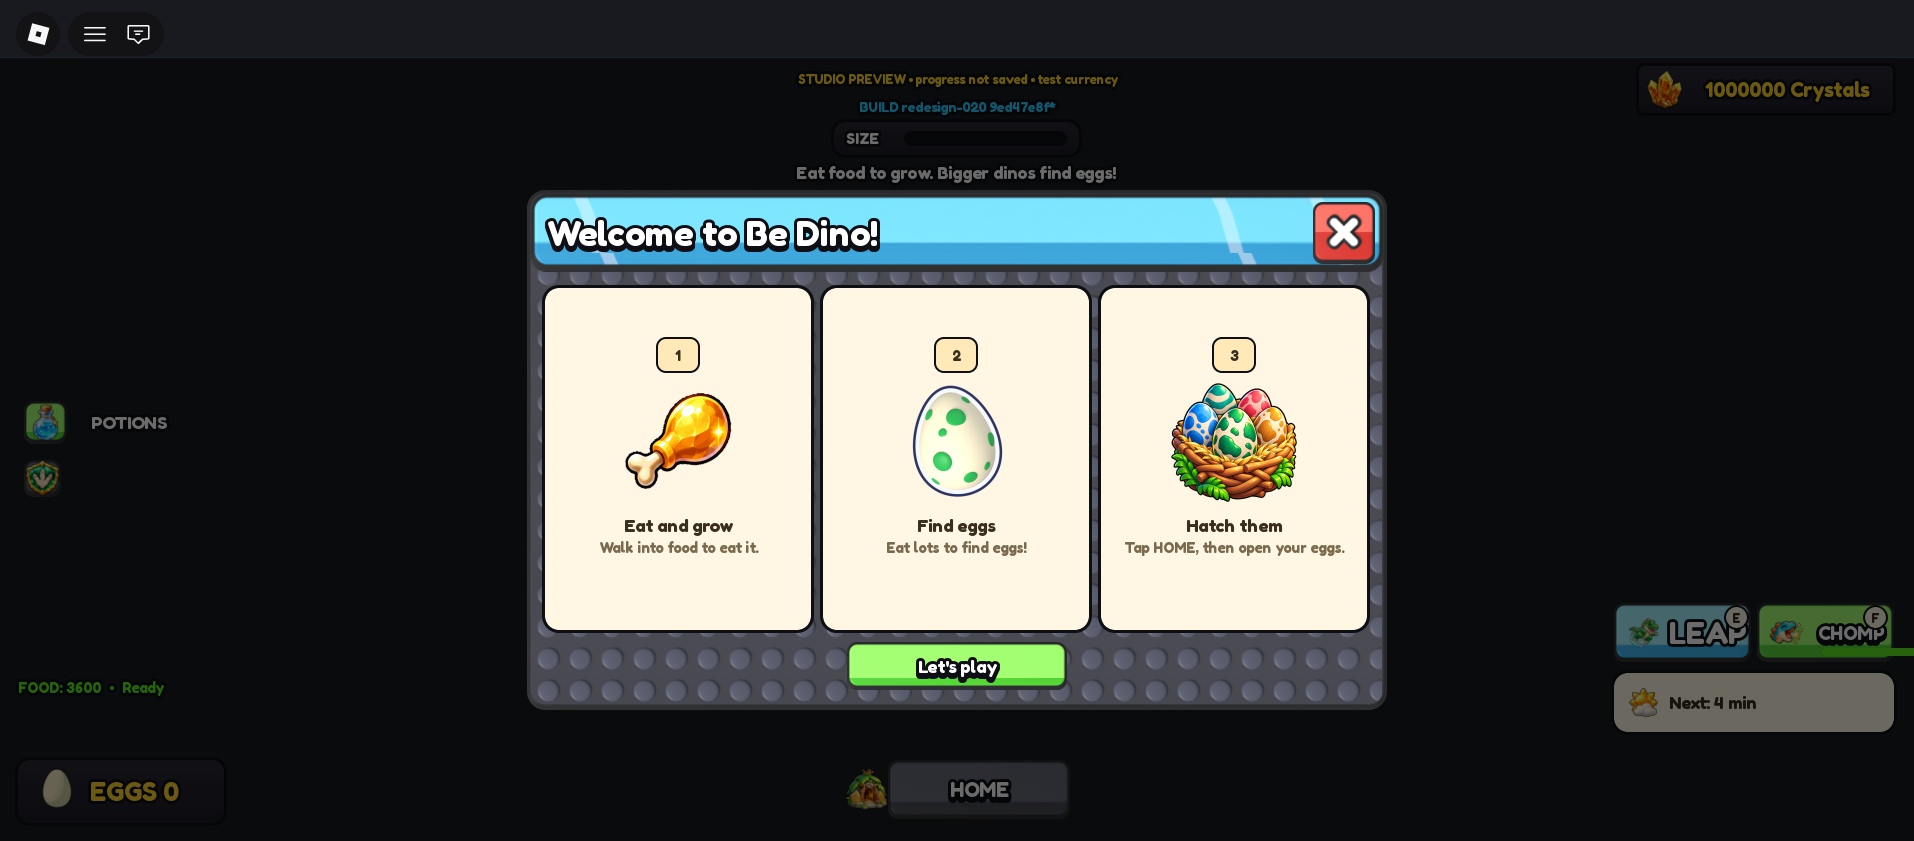 STUDIO PREVIEW • progress not saved • test currency
1000000 Crystals
BUILD redesign-020 9ed47e8f*
SIZE
Eat food to grow. Bigger dinos find eggs!
Welcome to Be Dino!
1
2
3
POTIONS
Eat and grow
Find eggs
Hatch them
Walk into food to eat it.
Eat lots to find eggs!
Tap HOME, then open your eggs.
E
F
LEAP
CHOMP
Let's play
FOOD: 3600 • Ready
Next: 4 min
EGGS 0
HOME